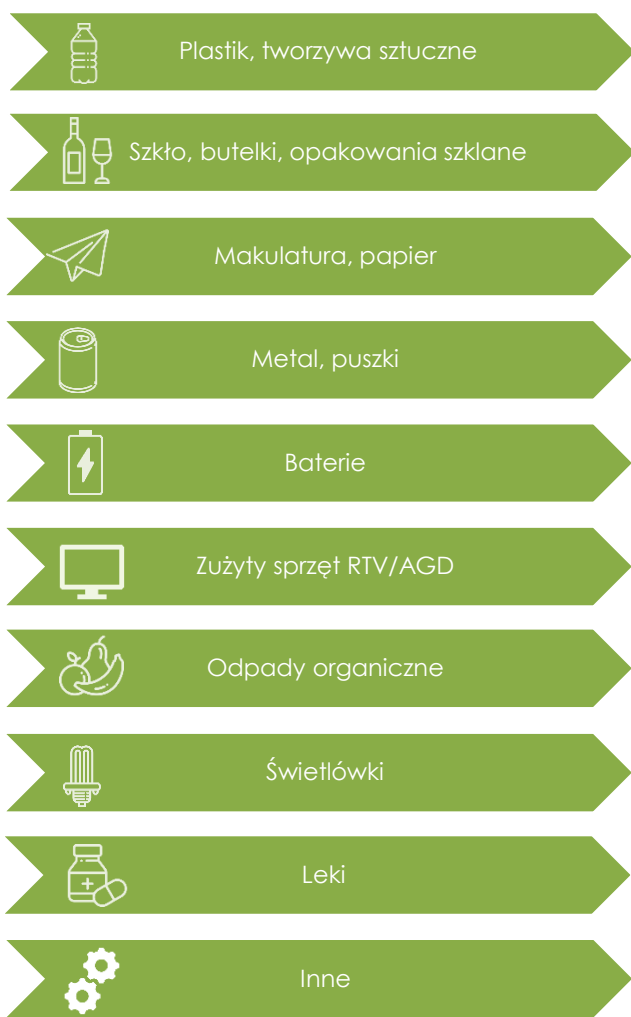 Plastik, tworzywa sztuczne
Szkło, butelki, opakowania szklane
Makulatura, papier
Metal, puszki
Baterie
Zużyty sprzęt RTV/AGD
Odpady organiczne
Świetlówki
Leki
Inne